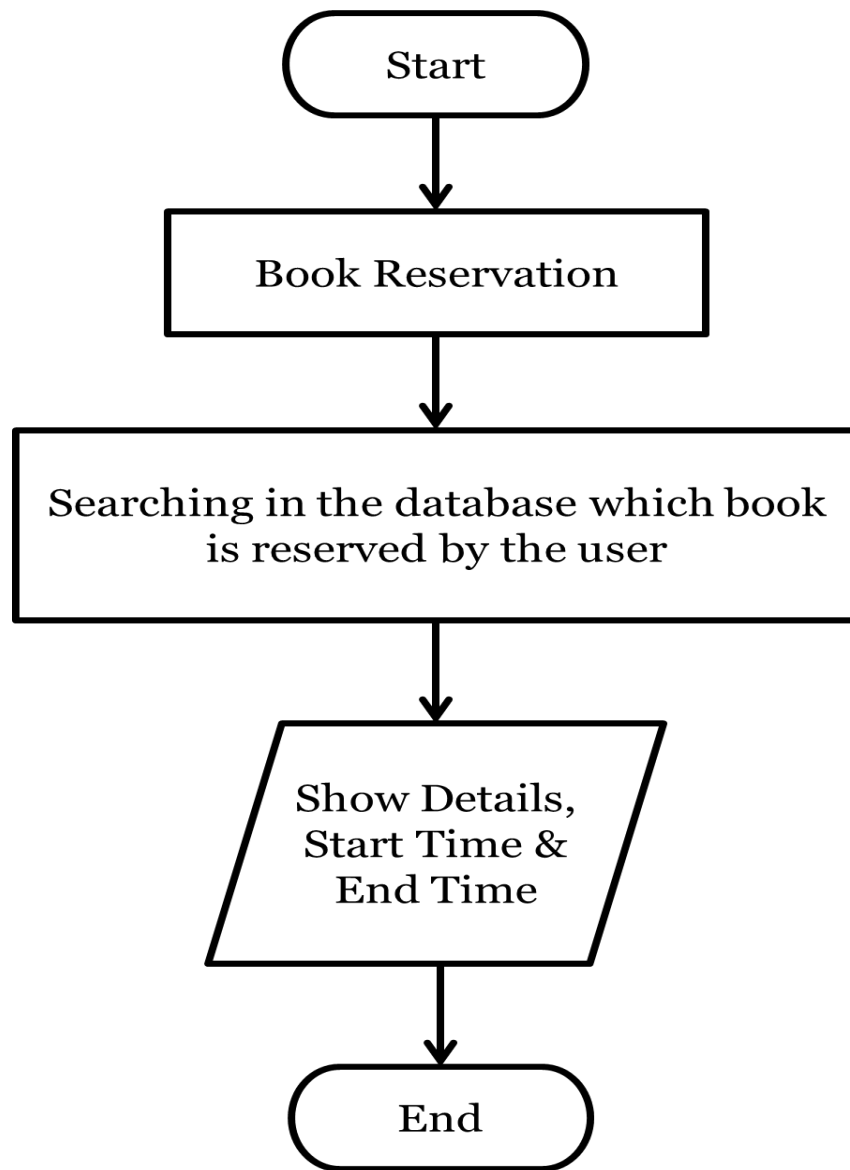 Start
Book Reservation
Searching in the database which book
is reserved by the user
Show Details,
Start Time &
End Time
End